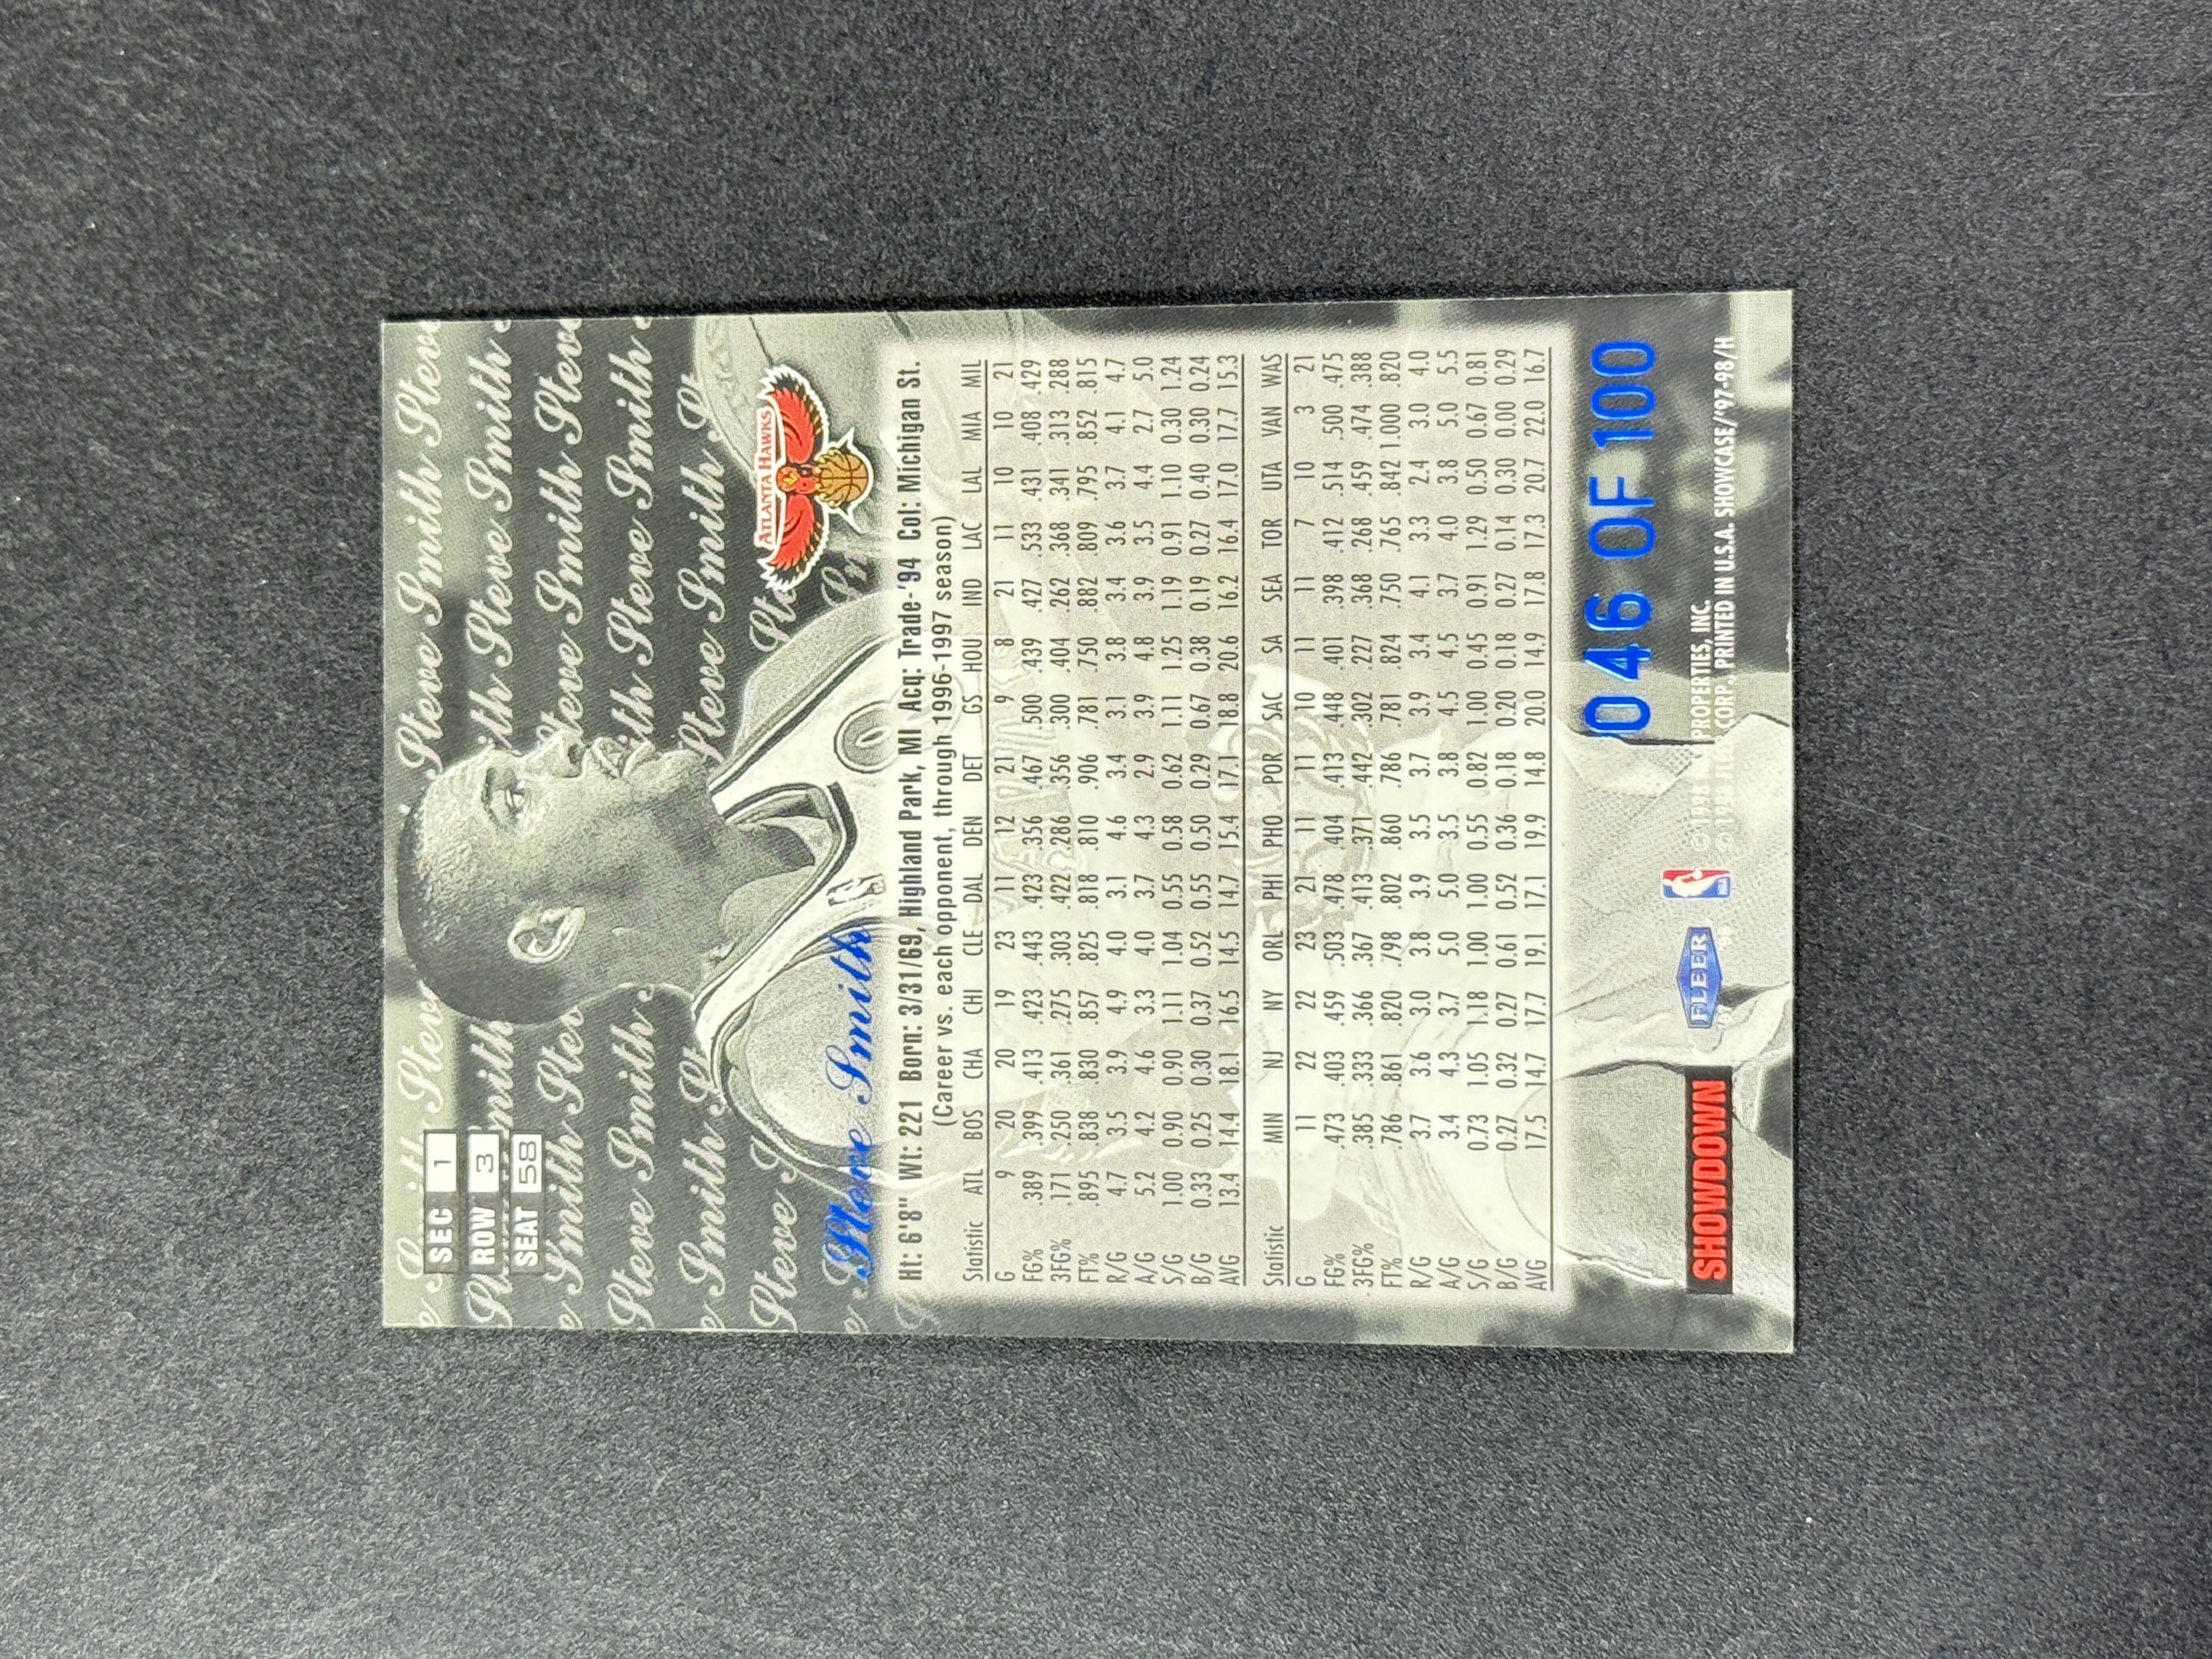 SEC 1
ROW 3
SEAT 58
Steve Smith Steve Smith
ATLANTA HAWKS
Steve Smith
Ht: 6'8" Wt: 221 Born: 3/31/69, Highland Park, MI Acq: Trade-'94 Col: Michigan St.
(Career vs. each opponent, through 1996-1997 season)
Statistic ATL BOS CHA CHI CLE DAL DEN DET GS HOU IND LAC LAL MIA MIL
G 9 20 20 19 23 11 12 21 9 8 21 11 10 10 21
FG% .389 .399 .413 .423 .443 .423 .356 .467 .500 .439 .427 .533 .431 .408 .429
3FG% .171 .250 .361 .275 .303 .422 .286 .356 .300 .404 .262 .368 .341 .313 .288
FT% .895 .838 .830 .857 .825 .818 .810 .906 .781 .750 .882 .809 .795 .852 .815
R/G 4.7 3.5 3.9 4.9 4.0 3.1 4.6 3.4 3.1 3.8 3.4 3.6 3.7 4.1 4.7
A/G 5.2 4.2 4.6 3.3 4.0 3.7 4.3 2.9 3.9 4.8 3.9 3.5 4.4 2.7 5.0
S/G 1.00 0.90 0.90 1.11 1.04 0.55 0.58 0.62 1.11 1.25 1.19 0.91 1.10 0.30 1.24
B/G 0.33 0.25 0.30 0.37 0.52 0.55 0.50 0.29 0.67 0.38 0.19 0.27 0.40 0.30 0.24
AVG 13.4 14.4 18.1 16.5 14.5 14.7 15.4 17.1 18.8 20.6 16.2 16.4 17.0 17.7 15.3
Statistic MIN NJ NY ORL PHI PHO POR SAC SA SEA TOR UTA VAN WAS
G 11 22 22 23 21 11 11 10 11 11 7 10 3 21
FG% .473 .403 .459 .503 .478 .404 .413 .448 .401 .398 .412 .514 .500 .475
3FG% .385 .333 .366 .367 .413 .371 .442 .302 .227 .368 .268 .459 .474 .388
FT% .786 .861 .820 .798 .802 .860 .786 .781 .824 .750 .765 .842 1.000 .820
R/G 3.7 3.6 3.0 3.8 3.9 3.5 3.7 3.9 3.4 4.1 3.3 2.4 3.0 4.0
A/G 3.4 4.3 3.7 5.0 5.0 3.5 3.8 4.5 4.5 3.7 4.0 3.8 5.0 5.5
S/G 0.73 1.05 1.18 1.00 1.00 0.55 0.82 1.00 0.45 0.91 1.29 0.50 0.67 0.81
B/G 0.27 0.32 0.27 0.61 0.52 0.36 0.18 0.20 0.18 0.27 0.14 0.30 0.00 0.29
AVG 17.5 14.7 17.7 19.1 17.1 19.9 14.8 20.0 14.9 17.8 17.3 20.7 22.0 16.7
046 OF 100
SHOWDOWN
FLEER
NBA
© 1998 PROPERTIES, INC.
© 1998 FLEER CORP., PRINTED IN U.S.A. SHOWCASE/'97-98/H